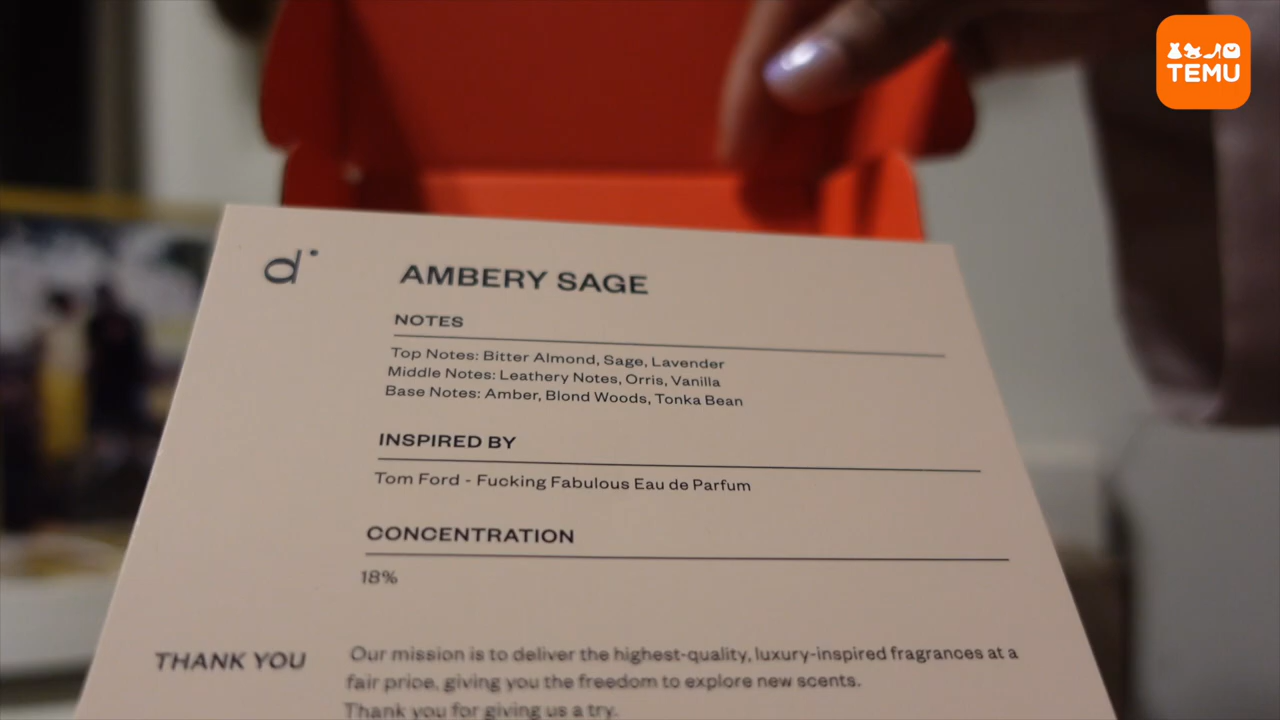 TEMU
d°
AMBERY SAGE
NOTES
Top Notes: Bitter Almond, Sage, Lavender
Middle Notes: Leathery Notes, Orris, Vanilla
Base Notes: Amber, Blond Woods, Tonka Bean
INSPIRED BY
Tom Ford - Fucking Fabulous Eau de Parfum
CONCENTRATION
18%
THANK YOU
Our mission is to deliver the highest-quality, luxury-inspired fragrances at a
fair price, giving you the freedom to explore new scents.
Thank you for giving us a try.